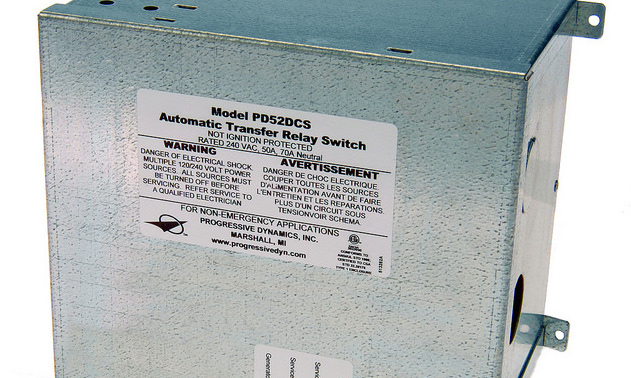 Model PD52DCS
Automatic Transfer Relay Switch
NOT IGNITION PROTECTED
RATED 240 VAC, 50A, 70A Neutral
WARNING
DANGER OF ELECTRICAL SHOCK
MULTIPLE 120/240 VOLT POWER
SOURCES. ALL SOURCES MUST
BE TURNED OFF BEFORE
SERVICING. REFER SERVICE TO
A QUALIFIED ELECTRICIAN
AVERTISSEMENT
DANGER DE CHOC ELECTRIQUE
COUPER TOUTES LES SOURCES
D'ALIMENTATION AVANT DE FAIRE
L'ENTRETIEN ET LES REPARATIONS.
PLUS D'UN CIRCUIT SOUS
TENSIONVOIR SCHEMA.
FOR NON-EMERGENCY APPLICATIONS
PROGRESSIVE DYNAMICS, INC.
MARSHALL, MI
www.progressivedyn.com
CONFORMS TO
Service